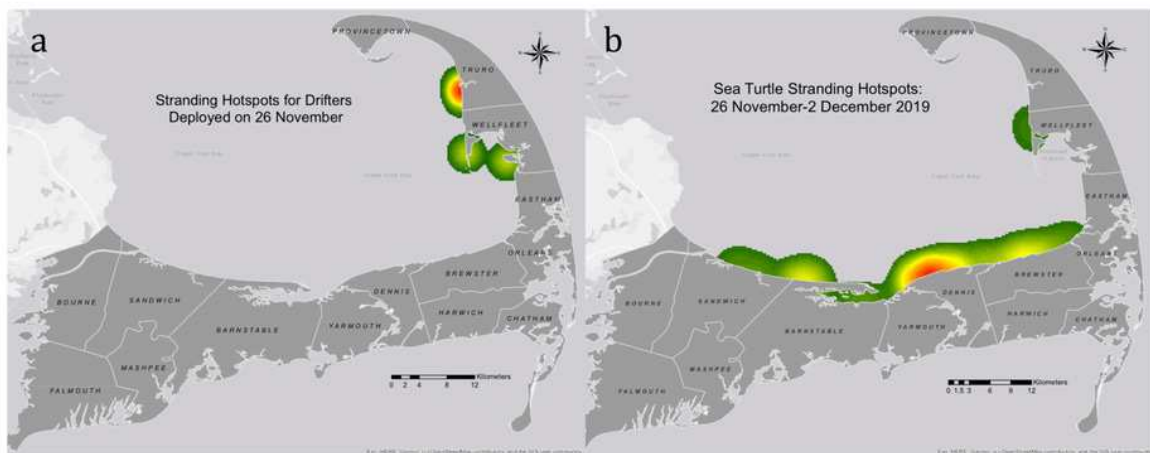 a
PROVINCETOWN
TRURO
Stranding Hotspots for Drifters
Deployed on 26 November
WELLFLEET
EASTHAM
ORLEANS
BREWSTER
DENNIS
HARWICH
CHATHAM
YARMOUTH
BARNSTABLE
SANDWICH
BOURNE
MASHPEE
FALMOUTH
Kilometers
0 2 4 8 12
b
PROVINCETOWN
TRURO
Sea Turtle Stranding Hotspots:
26 November-2 December 2019
WELLFLEET
EASTHAM
ORLEANS
BREWSTER
DENNIS
HARWICH
CHATHAM
YARMOUTH
BARNSTABLE
SANDWICH
BOURNE
MASHPEE
FALMOUTH
Kilometers
0 1.5 3 6 9 12